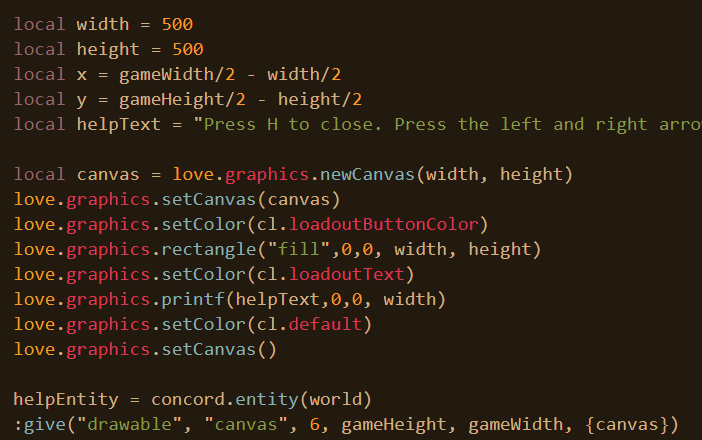 local width = 500
local height = 500
local x = gameWidth/2 - width/2
local y = gameHeight/2 - height/2
local helpText = "Press H to close. Press the left and right arro
local canvas = love.graphics.newCanvas(width, height)
love.graphics.setCanvas(canvas)
love.graphics.setColor(cl.loadoutButtonColor)
love.graphics.rectangle("fill",0,0, width, height)
love.graphics.setColor(cl.loadoutText)
love.graphics.printf(helpText,0,0, width)
love.graphics.setColor(cl.default)
love.graphics.setCanvas()
helpEntity = concord.entity(world)
:give("drawable", "canvas", 6, gameHeight, gameWidth, {canvas})